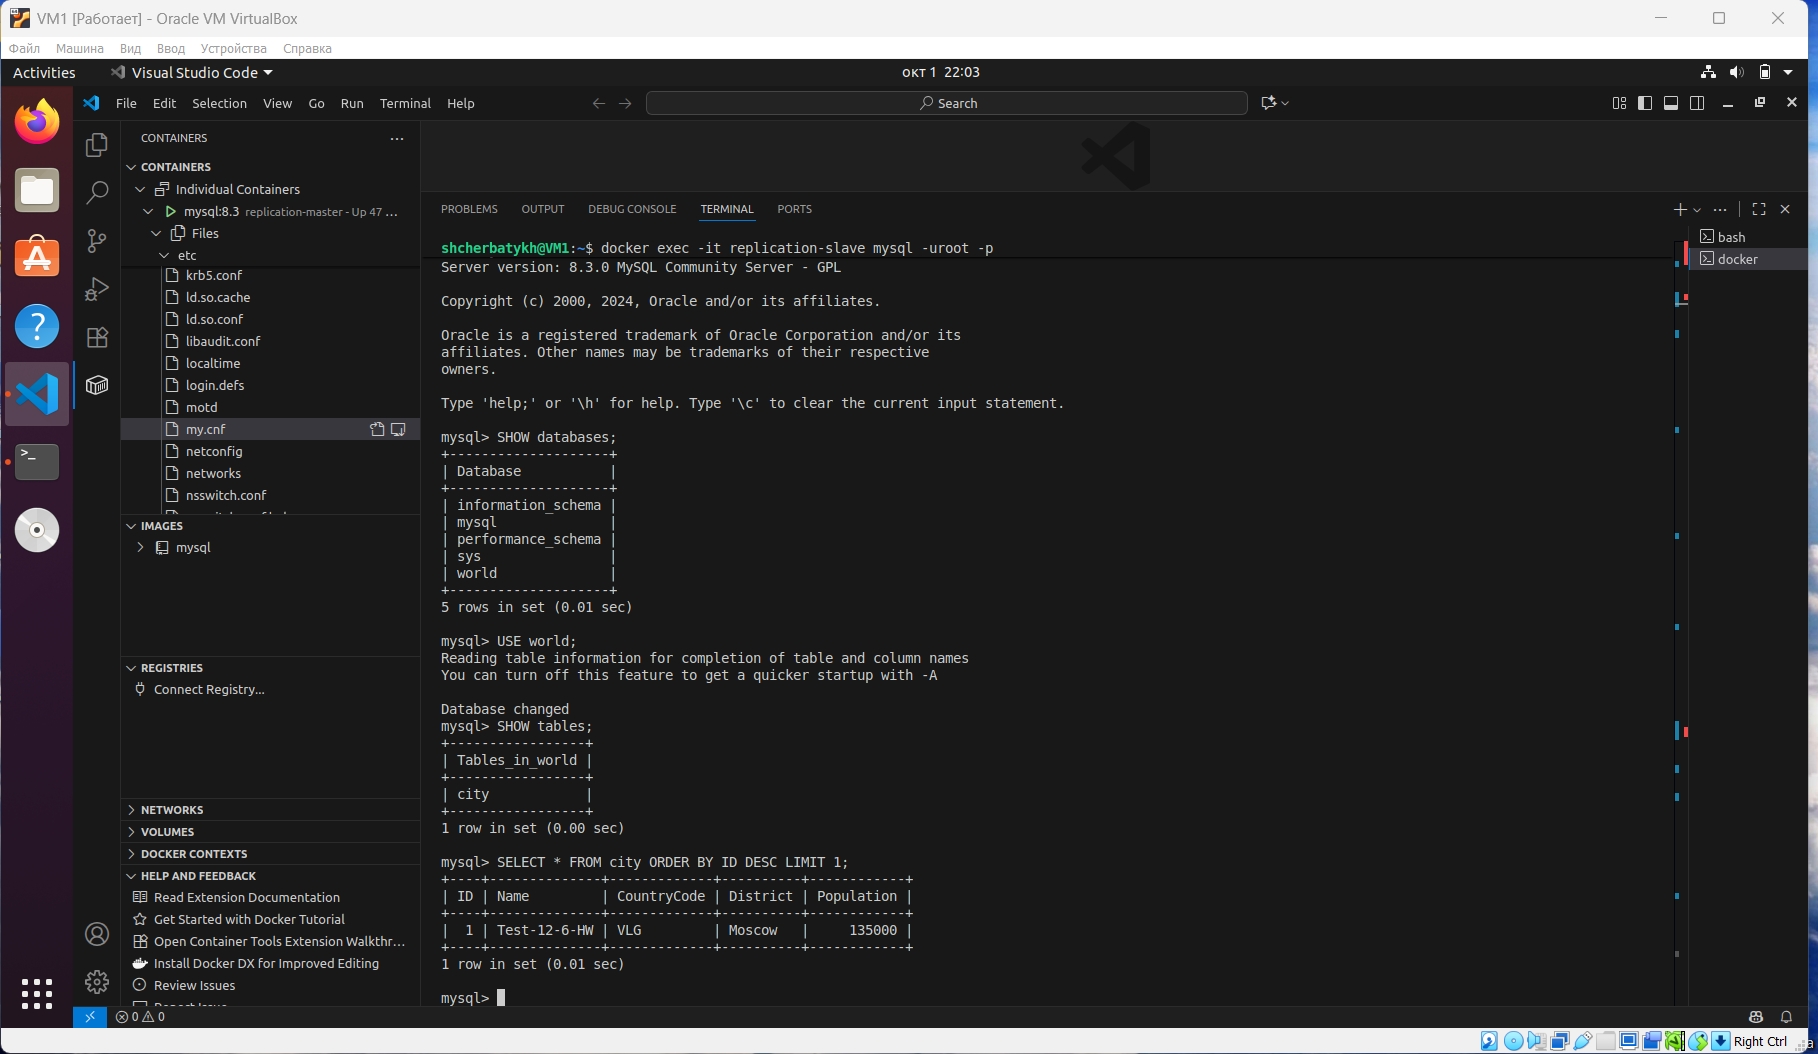 VM1 [Работает] - Oracle VM VirtualBox
Файл Машина Вид Ввод Устройства Справка
Activities Visual Studio Code окт 1 22:03
File Edit Selection View Go Run Terminal Help Search
CONTAINERS
CONTAINERS
Individual Containers
mysql:8.3 replication-master - Up 47 ...
Files
etc
krb5.conf
ld.so.cache
ld.so.conf
libaudit.conf
localtime
login.defs
motd
my.cnf
netconfig
networks
nsswitch.conf
IMAGES
mysql
REGISTRIES
Connect Registry...
NETWORKS
VOLUMES
DOCKER CONTEXTS
HELP AND FEEDBACK
Read Extension Documentation
Get Started with Docker Tutorial
Open Container Tools Extension Walkthr...
Install Docker DX for Improved Editing
Review Issues
PROBLEMS OUTPUT DEBUG CONSOLE TERMINAL PORTS
bash
docker
shcherbatykh@VM1:~$ docker exec -it replication-slave mysql -uroot -p
Server version: 8.3.0 MySQL Community Server - GPL
Copyright (c) 2000, 2024, Oracle and/or its affiliates.
Oracle is a registered trademark of Oracle Corporation and/or its
affiliates. Other names may be trademarks of their respective
owners.
Type 'help;' or '\h' for help. Type '\c' to clear the current input statement.
mysql> SHOW databases;
+--------------------+
| Database           |
+--------------------+
| information_schema |
| mysql              |
| performance_schema |
| sys                |
| world              |
+--------------------+
5 rows in set (0.01 sec)
mysql> USE world;
Reading table information for completion of table and column names
You can turn off this feature to get a quicker startup with -A
Database changed
mysql> SHOW tables;
+-----------------+
| Tables_in_world |
+-----------------+
| city            |
+-----------------+
1 row in set (0.00 sec)
mysql> SELECT * FROM city ORDER BY ID DESC LIMIT 1;
+----+--------------+-------------+----------+------------+
| ID | Name         | CountryCode | District | Population |
+----+--------------+-------------+----------+------------+
|  1 | Test-12-6-HW | VLG         | Moscow   |     135000 |
+----+--------------+-------------+----------+------------+
1 row in set (0.01 sec)
mysql>
0 0
Right Ctrl